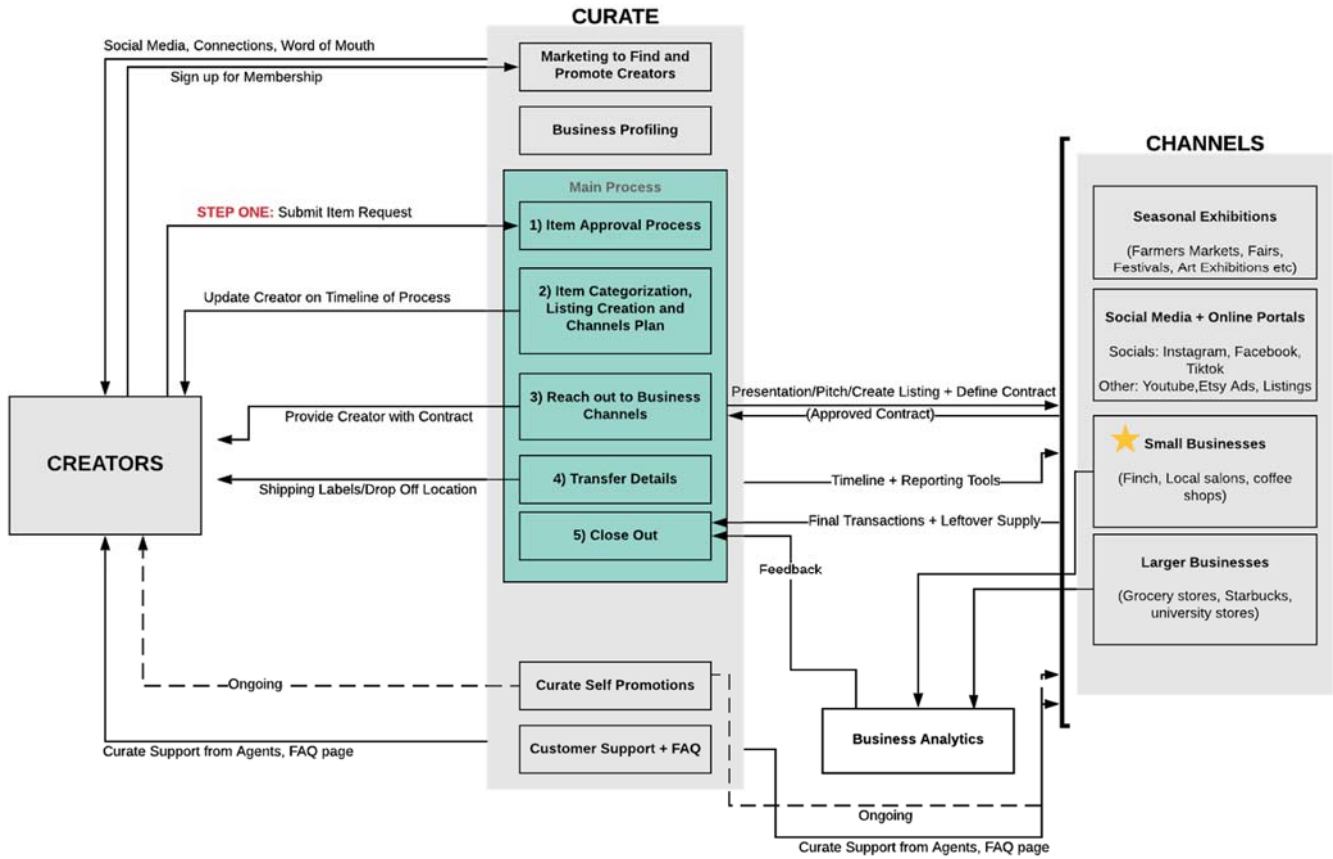 CURATE
Social Media, Connections, Word of Mouth
Sign up for Membership
Marketing to Find and
Promote Creators
Business Profiling
Main Process
STEP ONE: Submit Item Request
1) Item Approval Process
Update Creator on Timeline of Process
2) Item Categorization,
Listing Creation and
Channels Plan
3) Reach out to Business
Channels
Provide Creator with Contract
Presentation/Pitch/Create Listing + Define Contract
(Approved Contract)
CREATORS
4) Transfer Details
Shipping Labels/Drop Off Location
Timeline + Reporting Tools
5) Close Out
Final Transactions + Leftover Supply
Feedback
Ongoing
Curate Self Promotions
Curate Support from Agents, FAQ page
Customer Support + FAQ
Business Analytics
Ongoing
Curate Support from Agents, FAQ page
CHANNELS
Seasonal Exhibitions
(Farmers Markets, Fairs,
Festivals, Art Exhibitions etc)
Social Media + Online Portals
Socials: Instagram, Facebook,
Tiktok
Other: Youtube,Etsy Ads, Listings
Small Businesses
(Finch, Local salons, coffee
shops)
Larger Businesses
(Grocery stores, Starbucks,
university stores)